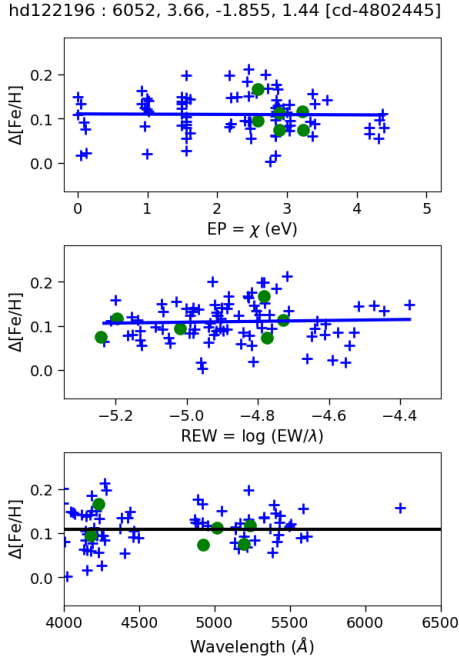 hd122196 : 6052, 3.66, -1.855, 1.44 [cd-4802445]
Δ[Fe/H]
0.2
0.1
0.0
0 1 2 3 4 5
EP = χ (eV)
Δ[Fe/H]
0.2
0.1
0.0
−5.2 −5.0 −4.8 −4.6 −4.4
REW = log (EW/λ)
Δ[Fe/H]
0.2
0.1
0.0
4000 4500 5000 5500 6000 6500
Wavelength (Å)